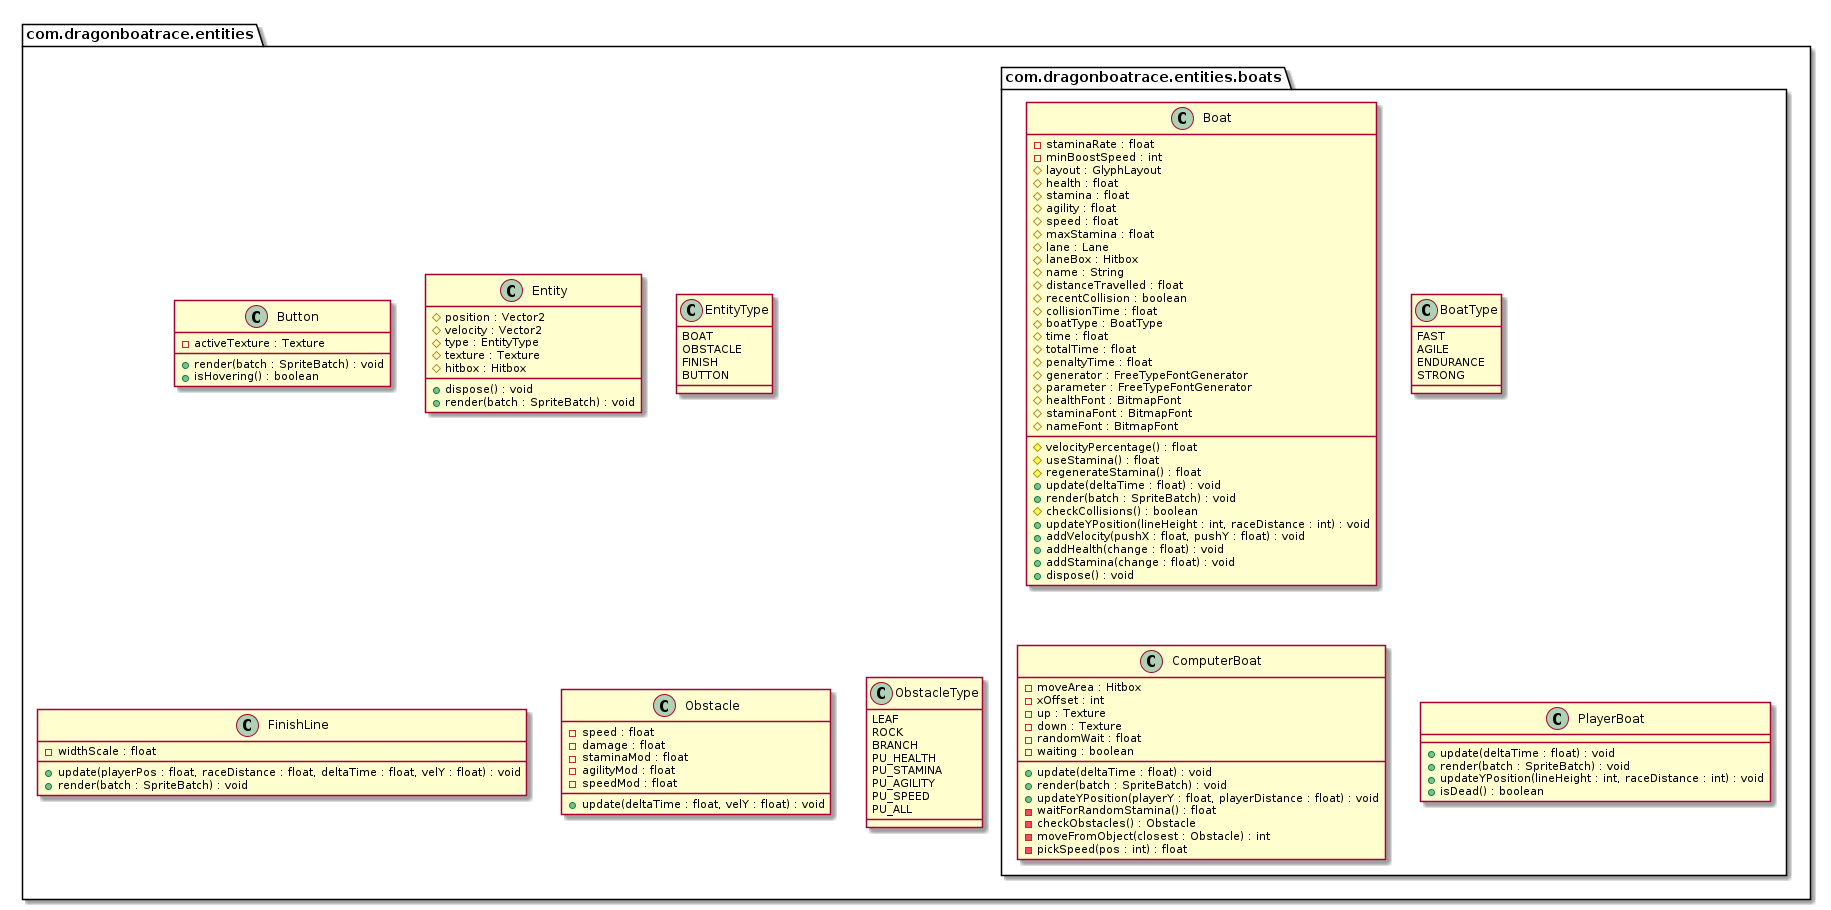 com.dragonboatrace.entities
com.dragonboatrace.entities.boats
C Boat
staminaRate : float
minBoostSpeed : int
layout : GlyphLayout
health : float
stamina : float
agility : float
speed : float
maxStamina : float
lane : Lane
laneBox : Hitbox
name : String
distanceTravelled : float
recentCollision : boolean
collisionTime : float
boatType : BoatType
time : float
totalTime : float
penaltyTime : float
generator : FreeTypeFontGenerator
parameter : FreeTypeFontGenerator
healthFont : BitmapFont
staminaFont : BitmapFont
nameFont : BitmapFont
velocityPercentage() : float
useStamina() : float
regenerateStamina() : float
update(deltaTime : float) : void
render(batch : SpriteBatch) : void
checkCollisions() : boolean
updateYPosition(lineHeight : int, raceDistance : int) : void
addVelocity(pushX : float, pushY : float) : void
addHealth(change : float) : void
addStamina(change : float) : void
dispose() : void
C Button
activeTexture : Texture
render(batch : SpriteBatch) : void
isHovering() : boolean
C Entity
position : Vector2
velocity : Vector2
type : EntityType
texture : Texture
hitbox : Hitbox
dispose() : void
render(batch : SpriteBatch) : void
C EntityType
BOAT
OBSTACLE
FINISH
BUTTON
C BoatType
FAST
AGILE
ENDURANCE
STRONG
C FinishLine
widthScale : float
update(playerPos : float, raceDistance : float, deltaTime : float, velY : float) : void
render(batch : SpriteBatch) : void
C Obstacle
speed : float
damage : float
staminaMod : float
agilityMod : float
speedMod : float
update(deltaTime : float, velY : float) : void
C ObstacleType
LEAF
ROCK
BRANCH
PU_HEALTH
PU_STAMINA
PU_AGILITY
PU_SPEED
PU_ALL
C ComputerBoat
moveArea : Hitbox
xOffset : int
up : Texture
down : Texture
randomWait : float
waiting : boolean
update(deltaTime : float) : void
render(batch : SpriteBatch) : void
updateYPosition(playerY : float, playerDistance : float) : void
waitForRandomStamina() : float
checkObstacles() : Obstacle
moveFromObject(closest : Obstacle) : int
pickSpeed(pos : int) : float
C PlayerBoat
update(deltaTime : float) : void
render(batch : SpriteBatch) : void
updateYPosition(lineHeight : int, raceDistance : int) : void
isDead() : boolean